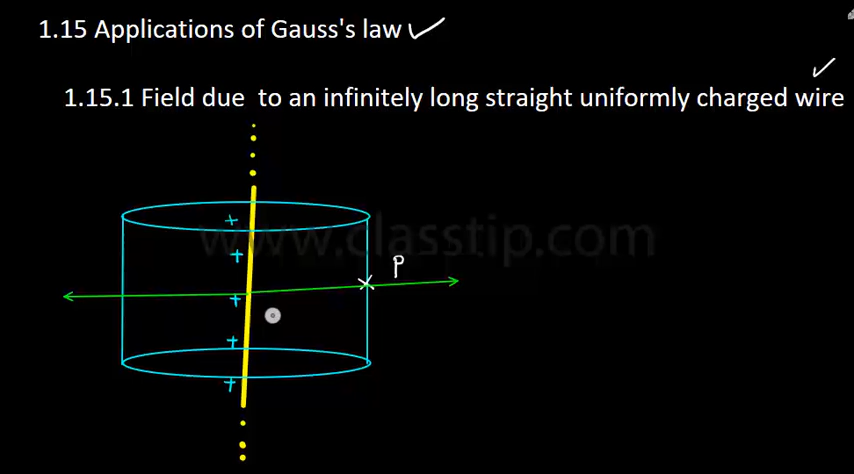 1.15 Applications of Gauss's law
1.15.1 Field due to an infinitely long straight uniformly charged wire
www.classtip.com
P
+
+
+
+
+